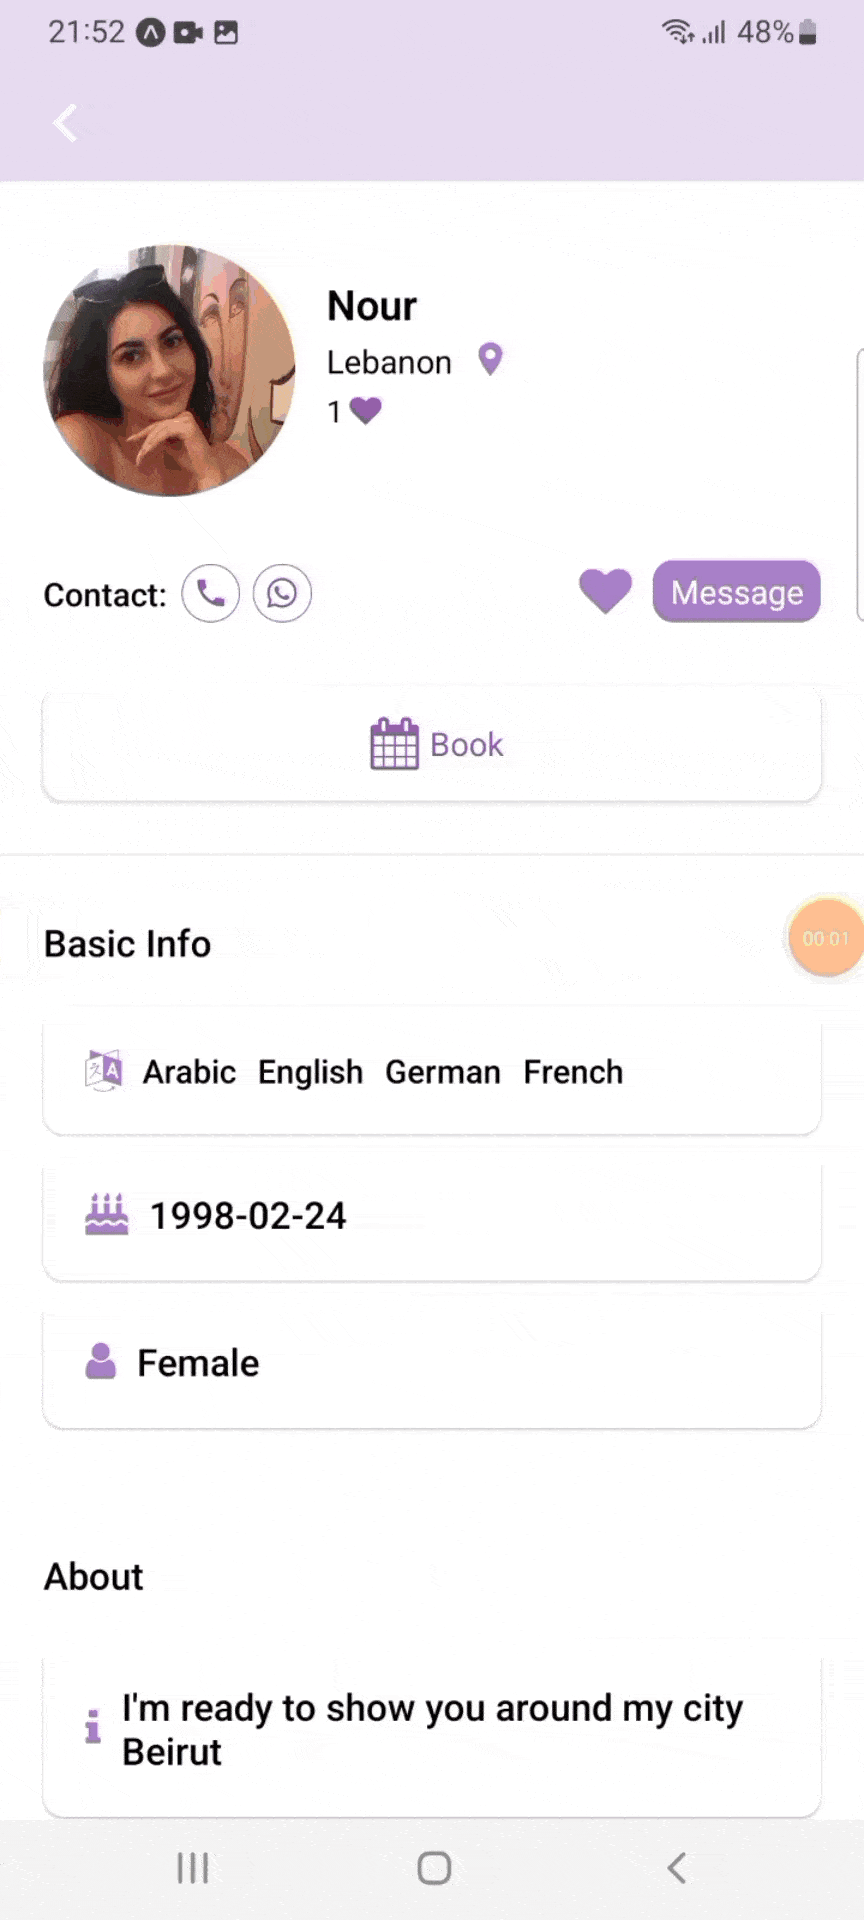 21:52 48%
Nour
Lebanon
1
Contact: Message
Book
Basic Info
00:01
Arabic English German French
1998-02-24
Female
About
I'm ready to show you around my city
Beirut